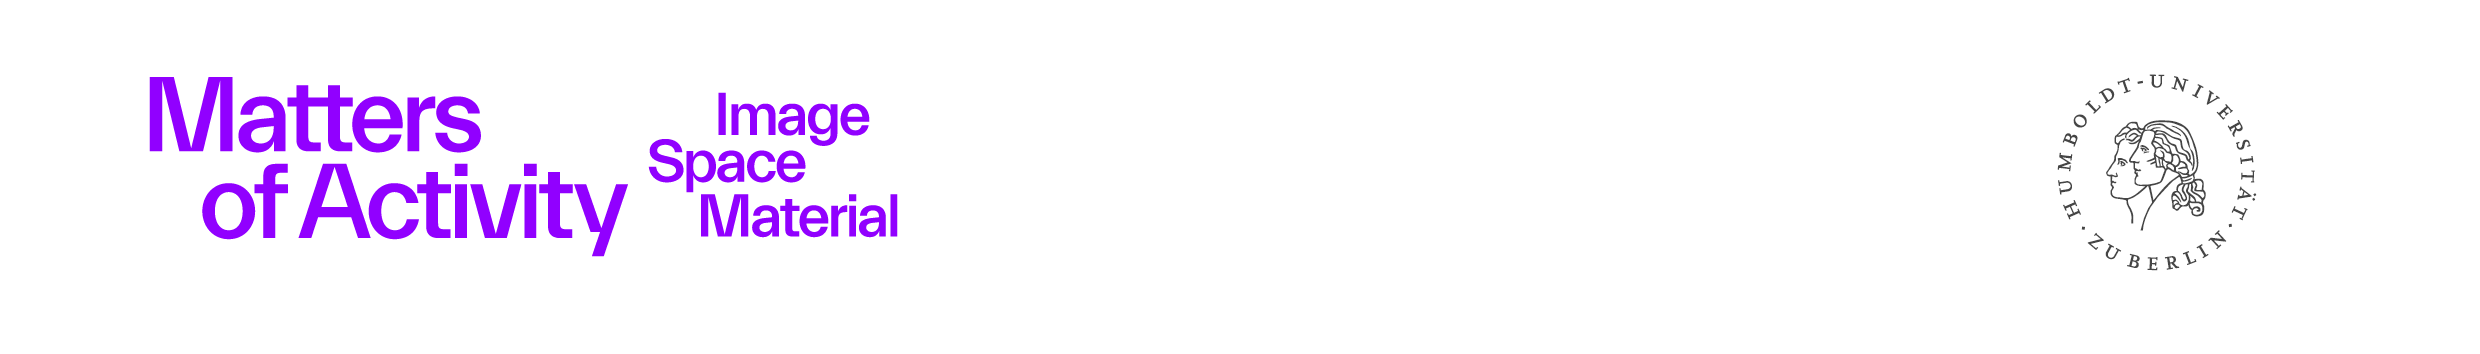 Matters
of Activity
Image
Space
Material
HUMBOLDT-UNIVERSITÄT · ZU BERLIN ·